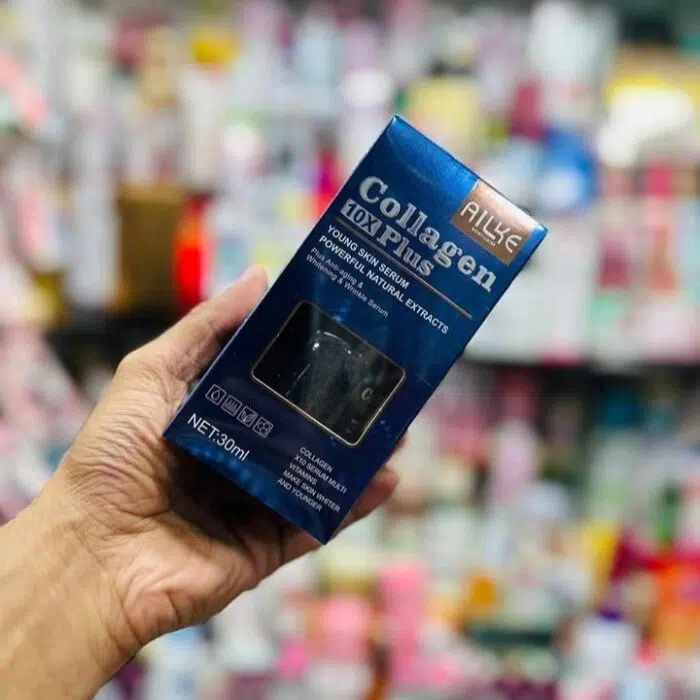 AILKE
Collagen
10X Plus
YOUNG SKIN SERUM
POWERFUL NATURAL EXTRACTS
Plus Anti-aging &
Whitening & Wrinkle Serum
NET:30ml
COLLAGEN
X10 SERUM MULTI
VITAMINS
MAKE SKIN WHITER
AND YOUNGER